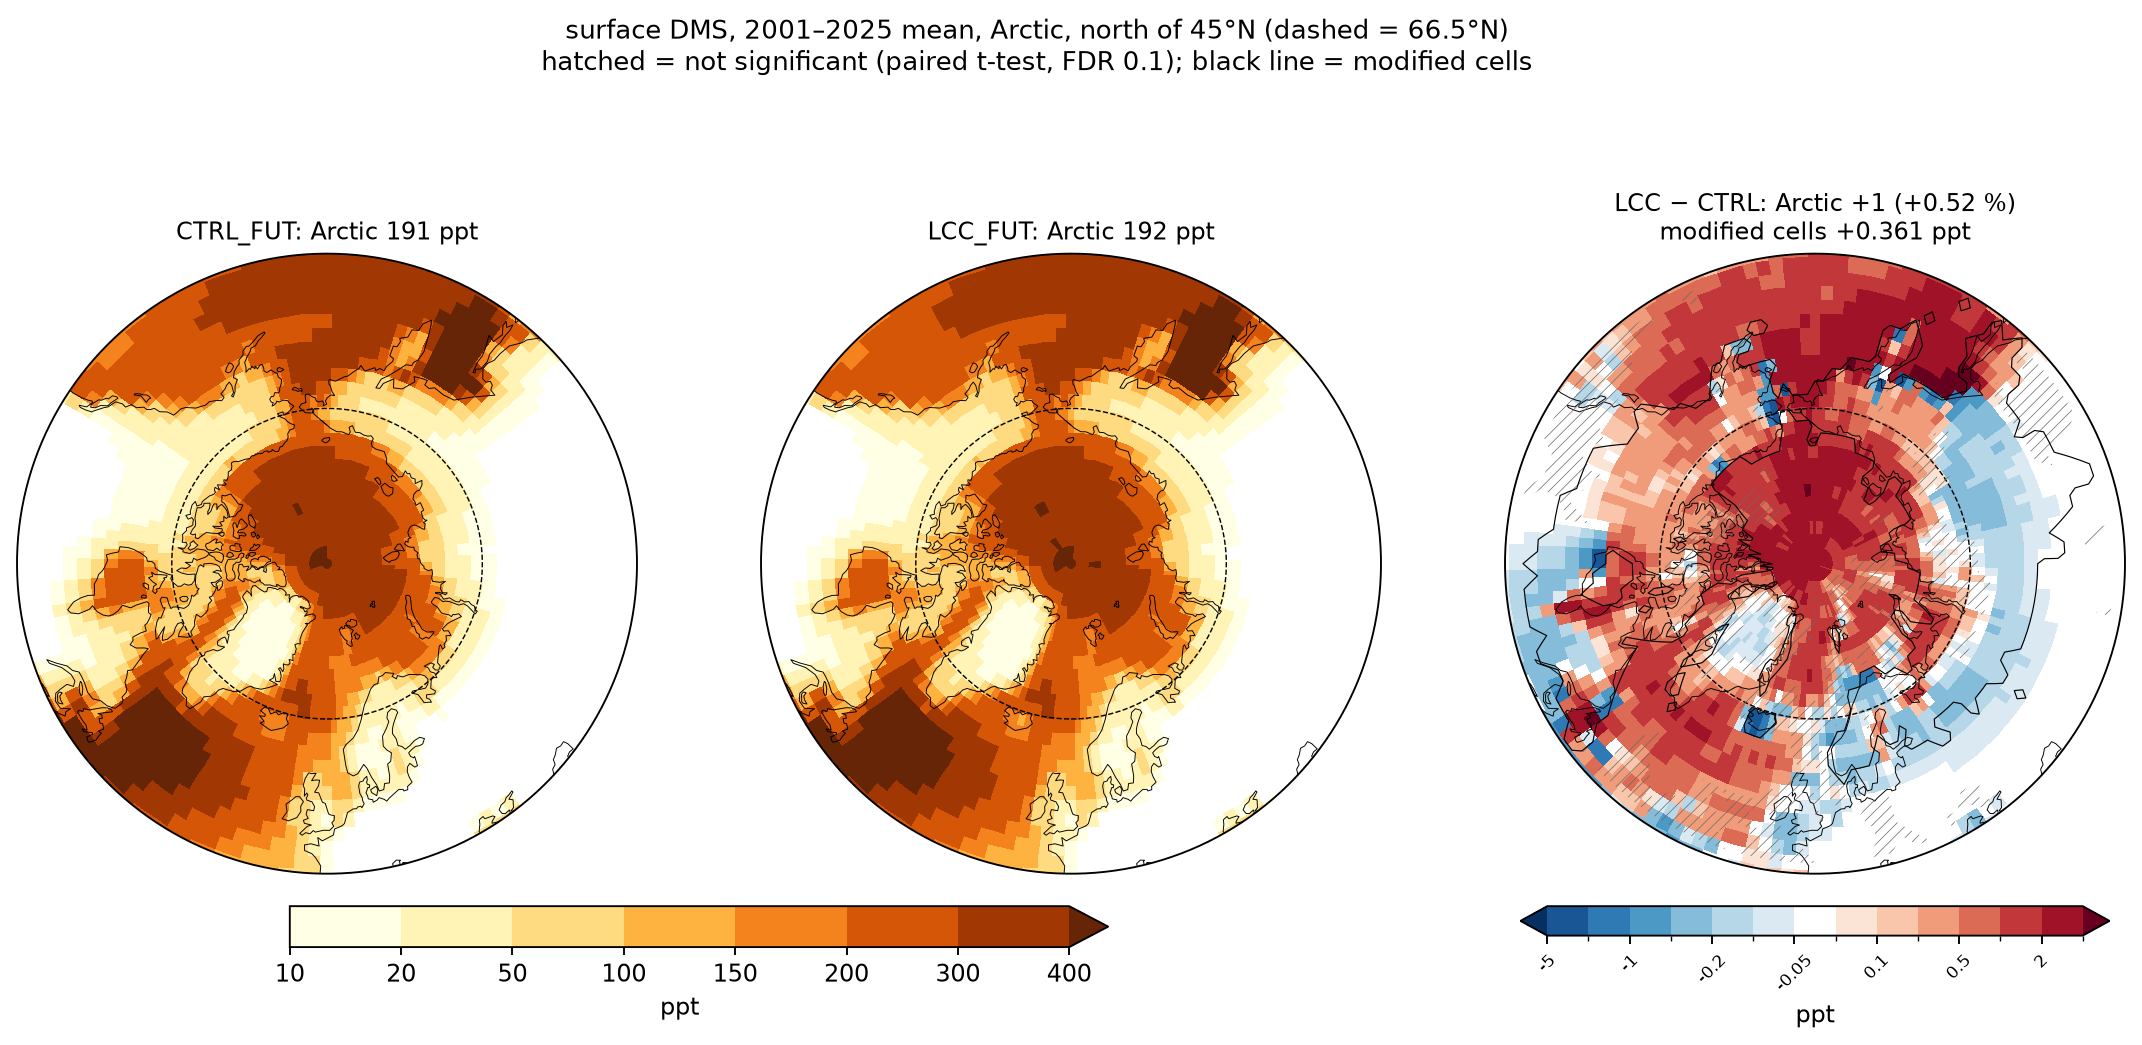 surface DMS, 2001–2025 mean, Arctic, north of 45°N (dashed = 66.5°N)
hatched = not significant (paired t-test, FDR 0.1); black line = modified cells
CTRL_FUT: Arctic 191 ppt
LCC_FUT: Arctic 192 ppt
LCC − CTRL: Arctic +1 (+0.52 %)
modified cells +0.361 ppt
10 20 50 100 150 200 300 400
ppt
-5 -1 -0.2 -0.05 0.1 0.5 2
ppt